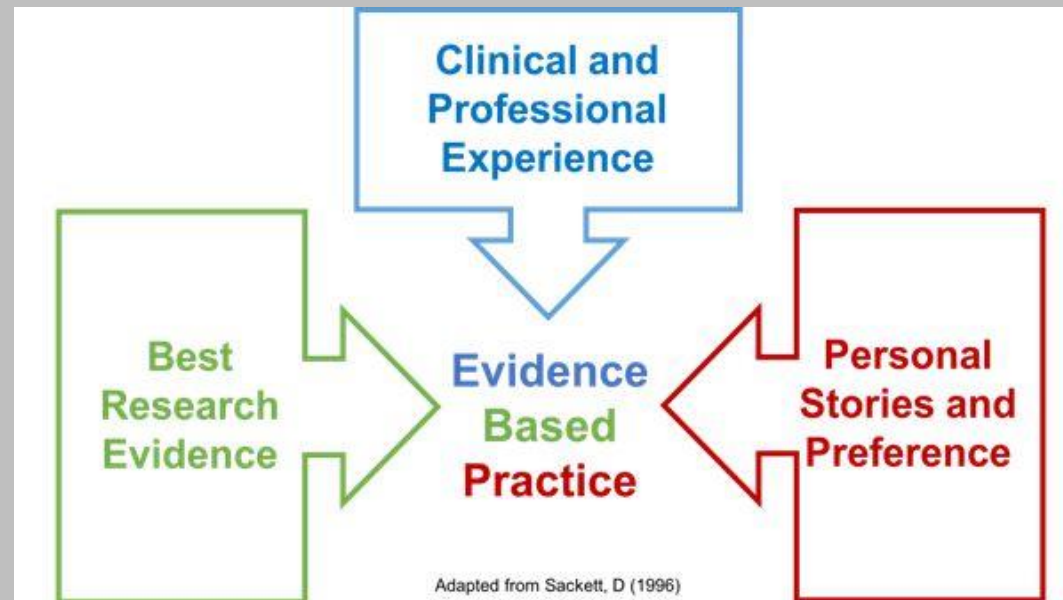 Clinical and
Professional
Experience
Best
Research
Evidence
Evidence
Based
Practice
Personal
Stories and
Preference
Adapted from Sackett, D (1996)